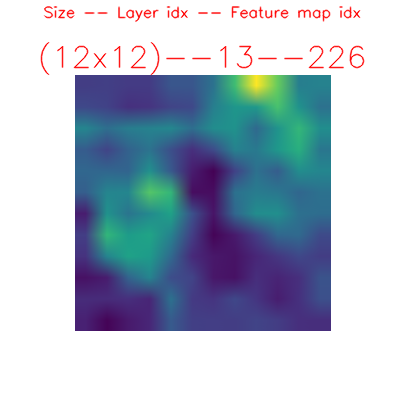 Size -- Layer idx -- Feature map idx
(12x12)--13--226